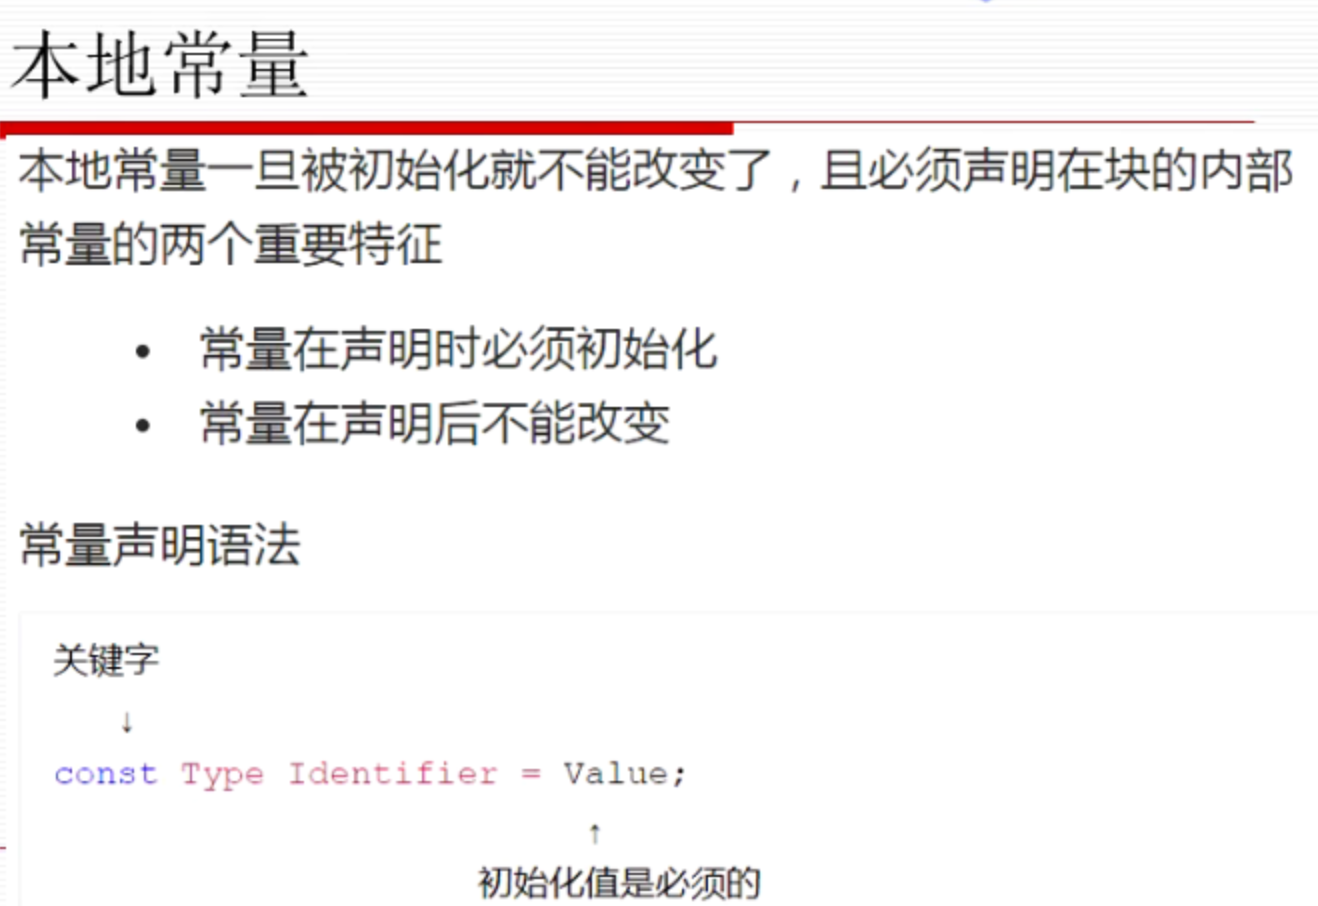 本地常量
本地常量一旦被初始化就不能改变了，且必须声明在块的内部
常量的两个重要特征
• 常量在声明时必须初始化
• 常量在声明后不能改变
常量声明语法
关键字
↓
const Type Identifier = Value;
↑
初始化值是必须的